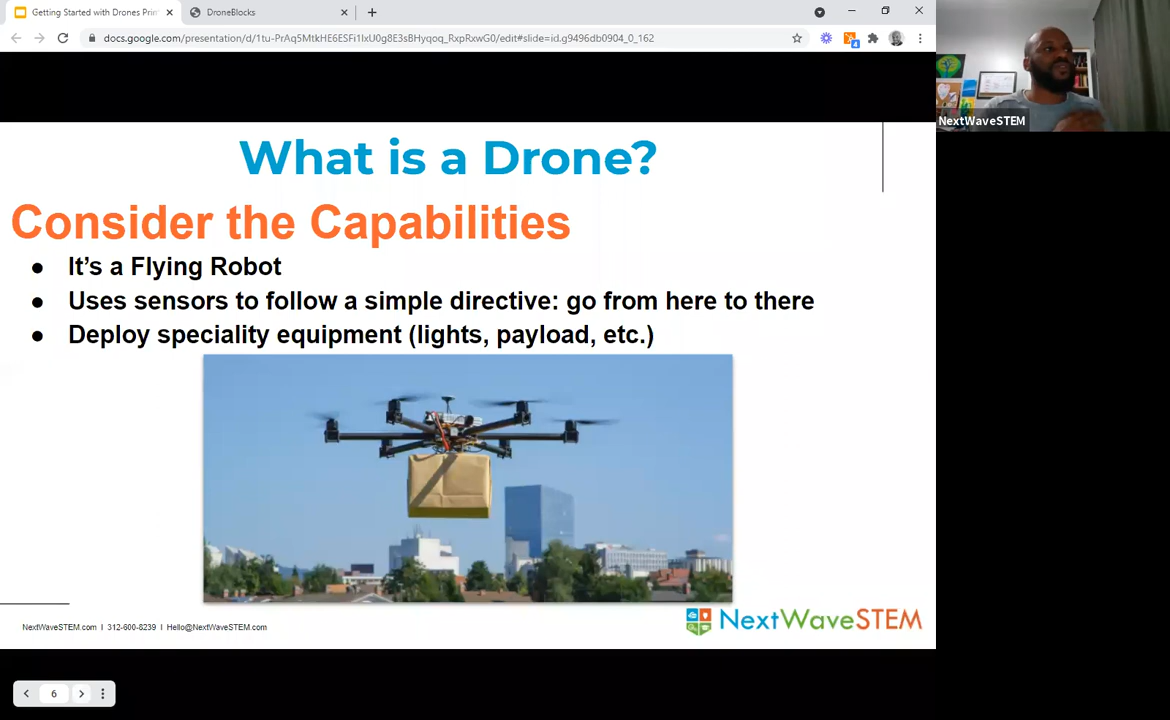 Getting Started with Drones Prin
DroneBlocks
docs.google.com/presentation/d/1tu-PrAq5MtkHE6ESFi1IxU0g8E3sBHyqoq_RxpRxwG0/edit#slide=id.g9496db0904_0_162
4
NextWaveSTEM
What is a Drone?
Consider the Capabilities
● It’s a Flying Robot
● Uses sensors to follow a simple directive: go from here to there
● Deploy speciality equipment (lights, payload, etc.)
NextWaveSTEM.com I 312-600-8239 I Hello@NextWaveSTEM.com
NextWaveSTEM
6